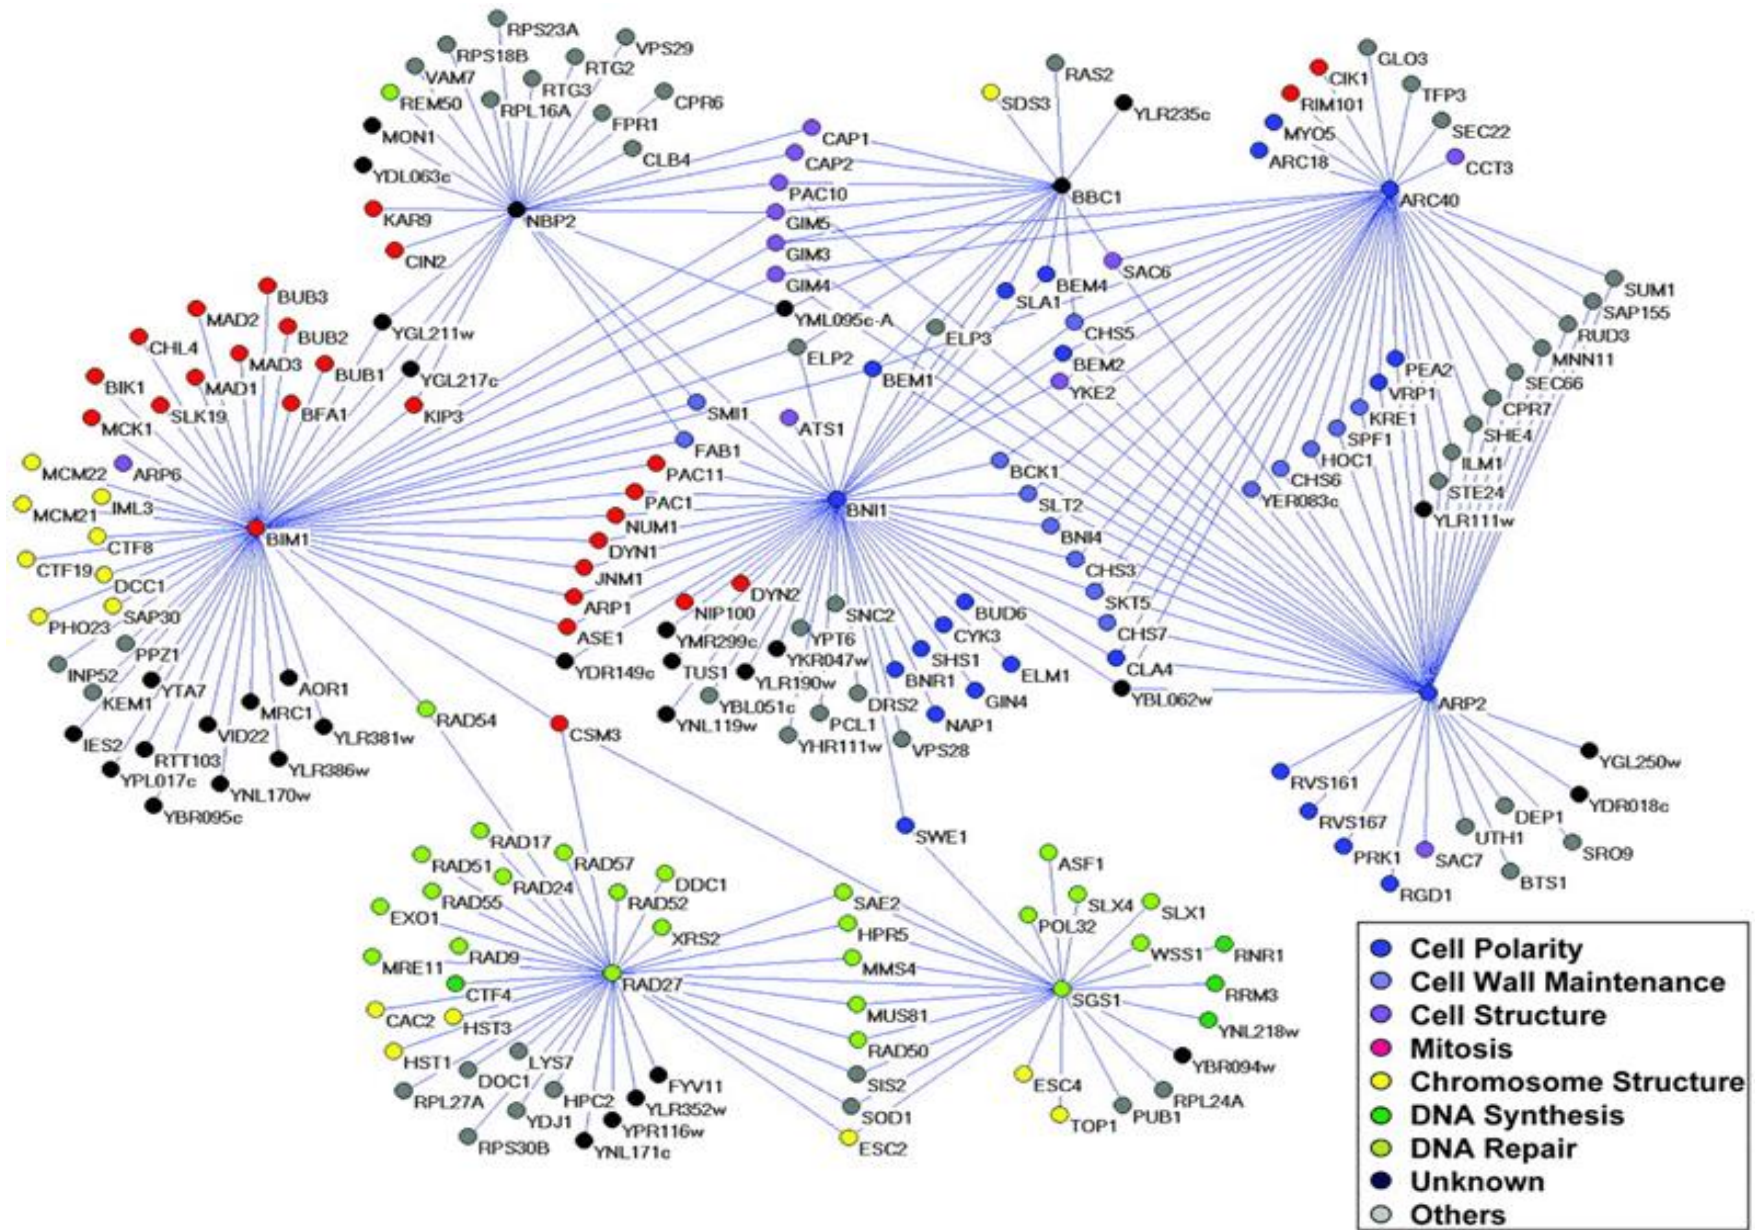 RPS23A
VPS29
RPS18B
RTG2
VAM7
RTG3
REM50
RPL16A
CPR6
MON1
FPR1
CLB4
YDL063c
KAR9
NBP2
CIN2
CAP1
CAP2
PAC10
GIM5
GIM3
GIM4
YML095c-A
RAS2
SDS3
YLR235c
BBC1
SAC6
BEM4
SLA1
CHS5
ELP3
ELP2
BEM2
BEM1
YKE2
GLO3
CIK1
RIM101
TFP3
MYO5
SEC22
ARC18
CCT3
ARC40
SUM1
SAP155
RUD3
MNN11
PEA2
SEC66
VRP1
CPR7
KRE1
SPF1
SHE4
HOC1
ILM1
CHS6
STE24
YER083c
YLR111w
BUB3
MAD2
BUB2
CHL4
MAD3
YGL211w
BIK1
MAD1
BUB1
YGL217c
MCK1
SLK19
BFA1
KIP3
MCM22
ARP6
MCM21
IML3
CTF8
BIM1
CTF19
DCC1
PHO23
SAP30
PPZ1
INP52
KEM1
YTA7
AOR1
MRC1
IES2
VID22
YLR381w
RTT103
YPL017c
YLR386w
YNL170w
YBR095c
SMI1
ATS1
FAB1
PAC11
PAC1
NUM1
DYN1
JNM1
ARP1
ASE1
YDR149c
BNI1
BCK1
SLT2
BNI4
CHS3
SKT5
CHS7
CLA4
YBL062w
DYN2
NIP100
SNC2
BUD6
YMR299c
YPT6
CYK3
YKR047w
SHS1
TUS1
YLR190w
BNR1
ELM1
YBL051c
DRS2
GIN4
YNL119w
PCL1
NAP1
YHR111w
VPS28
RAD54
CSM3
SWE1
ARP2
YGL250w
RVS161
YDR018c
RVS167
DEP1
UTH1
PRK1
SAC7
SRO9
RGD1
BTS1
RAD17
RAD51
RAD57
RAD24
DDC1
RAD55
RAD52
EXO1
XRS2
RAD9
MRE11
RAD27
CTF4
CAC2
HST3
HST1
LYS7
DOC1
FYV11
RPL27A
HPC2
YLR352w
YDJ1
YPR116w
RPS30B
YNL171c
SAE2
HPR5
MMS4
MUS81
RAD50
SIS2
SOD1
ESC2
ASF1
SLX4
SLX1
POL32
WSS1
RNR1
SGS1
RRM3
YNL218w
YBR094w
ESC4
RPL24A
TOP1
PUB1
Cell Polarity
Cell Wall Maintenance
Cell Structure
Mitosis
Chromosome Structure
DNA Synthesis
DNA Repair
Unknown
Others